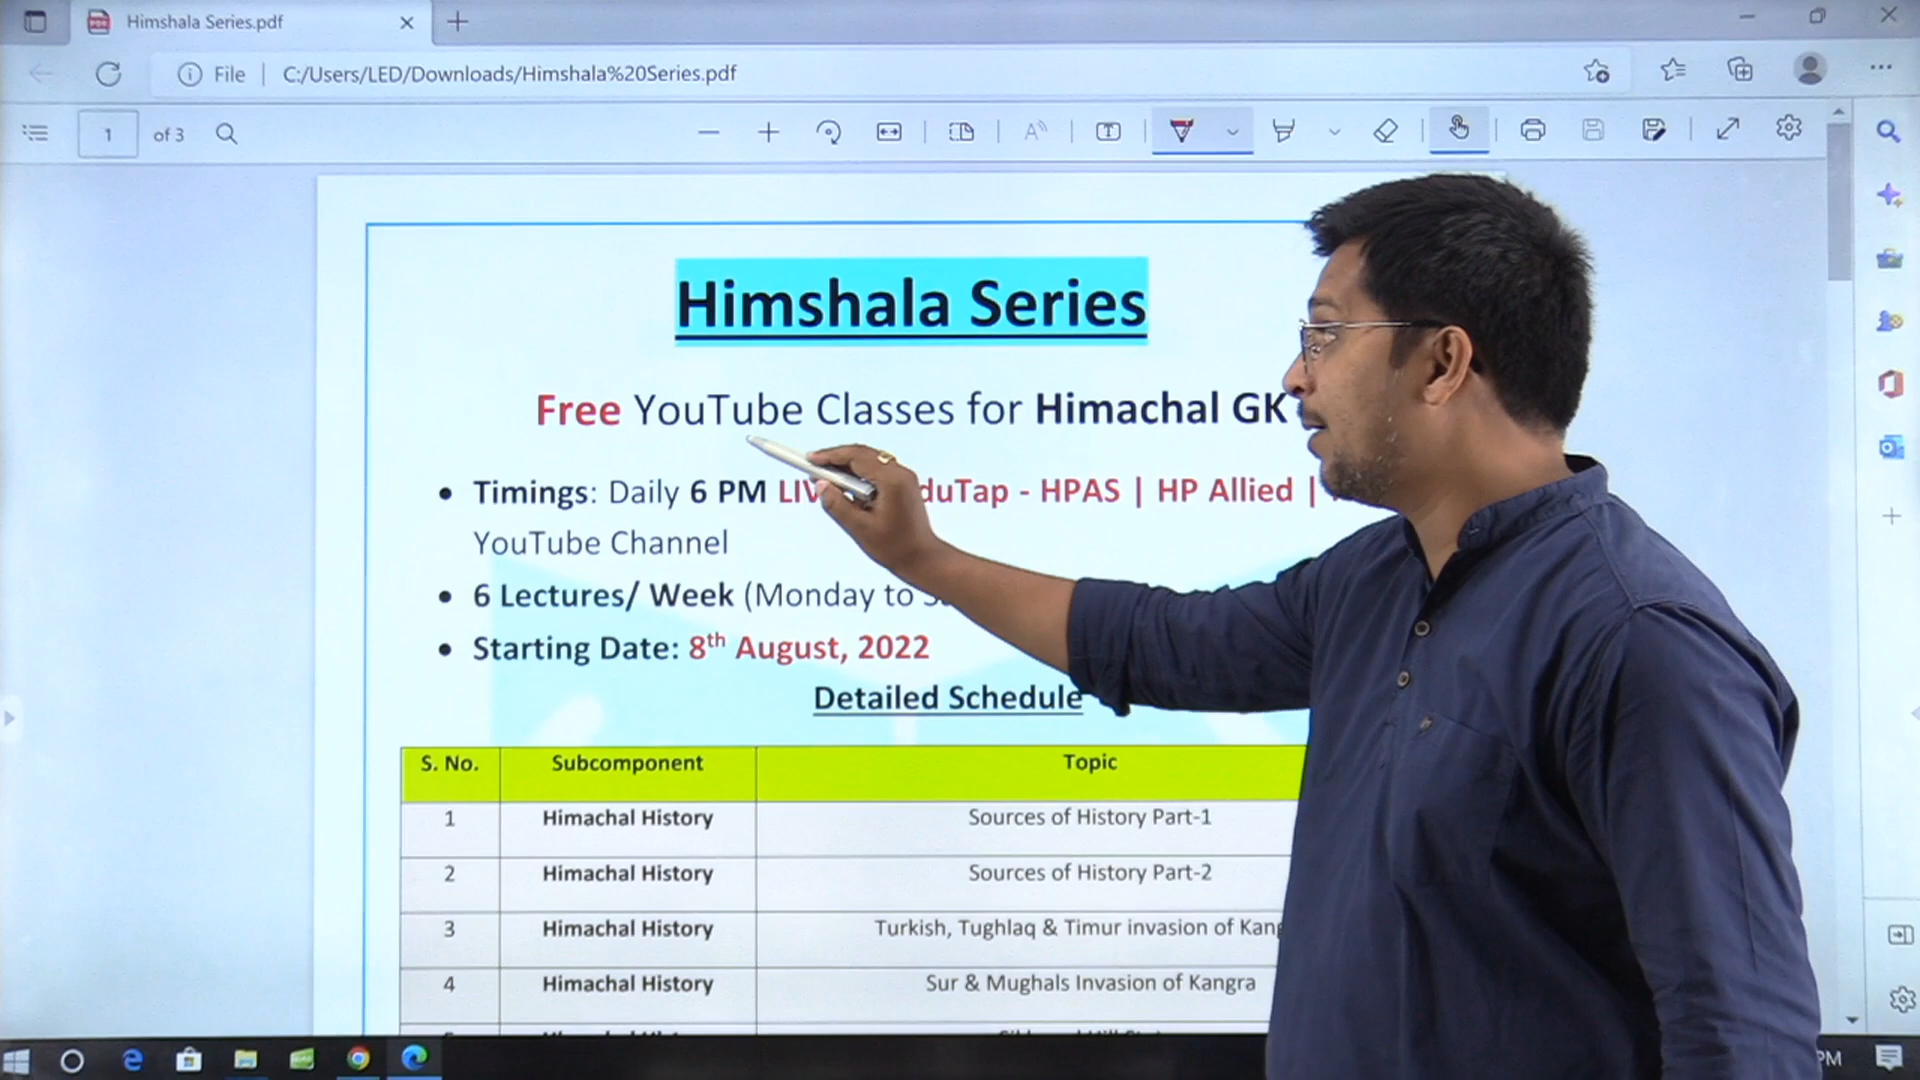 Himshala Series.pdf
File | C:/Users/LED/Downloads/Himshala%20Series.pdf
1 of 3
Himshala Series
Free YouTube Classes for Himachal GK
Timings: Daily 6 PM duTap - HPAS | HP Allied |
YouTube Channel
6 Lectures/ Week (Monday to
Starting Date: 8th August, 2022
Detailed Schedule
S. No. Subcomponent Topic
1 Himachal History Sources of History Part-1
2 Himachal History Sources of History Part-2
3 Himachal History Turkish, Tughlaq & Timur invasion of Kang
4 Himachal History Sur & Mughals Invasion of Kangra
PM